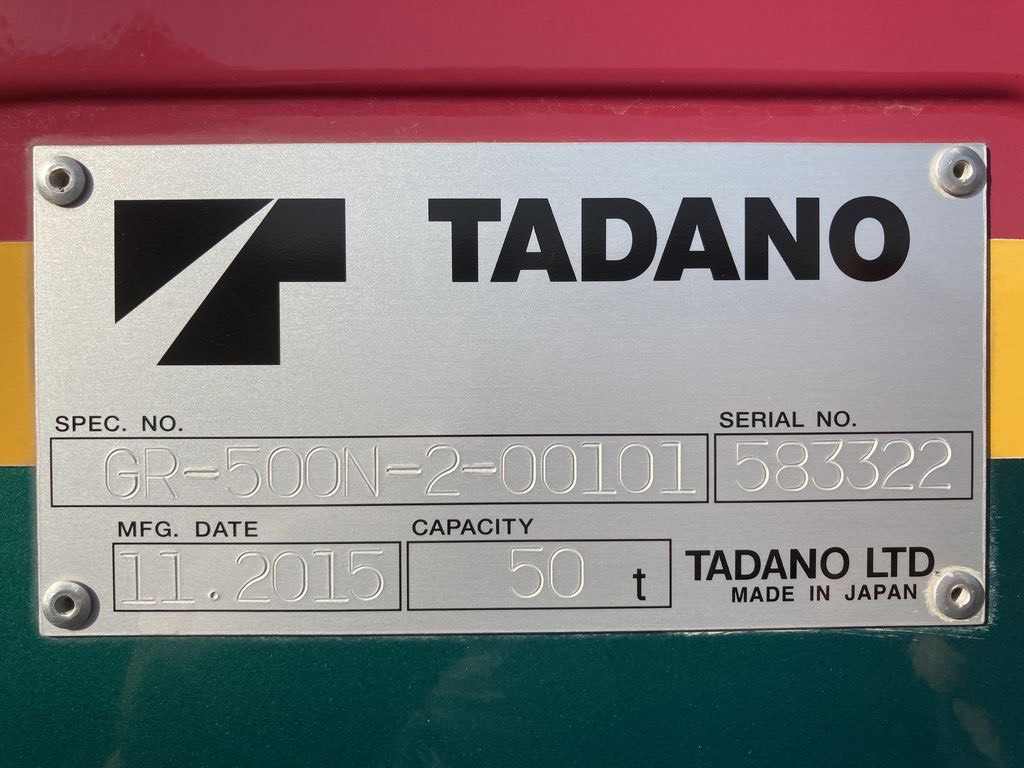 TADANO
SPEC. NO.
GR-500N-2-00101
SERIAL NO.
583322
MFG. DATE
11.2015
CAPACITY
50 t
TADANO LTD.
MADE IN JAPAN